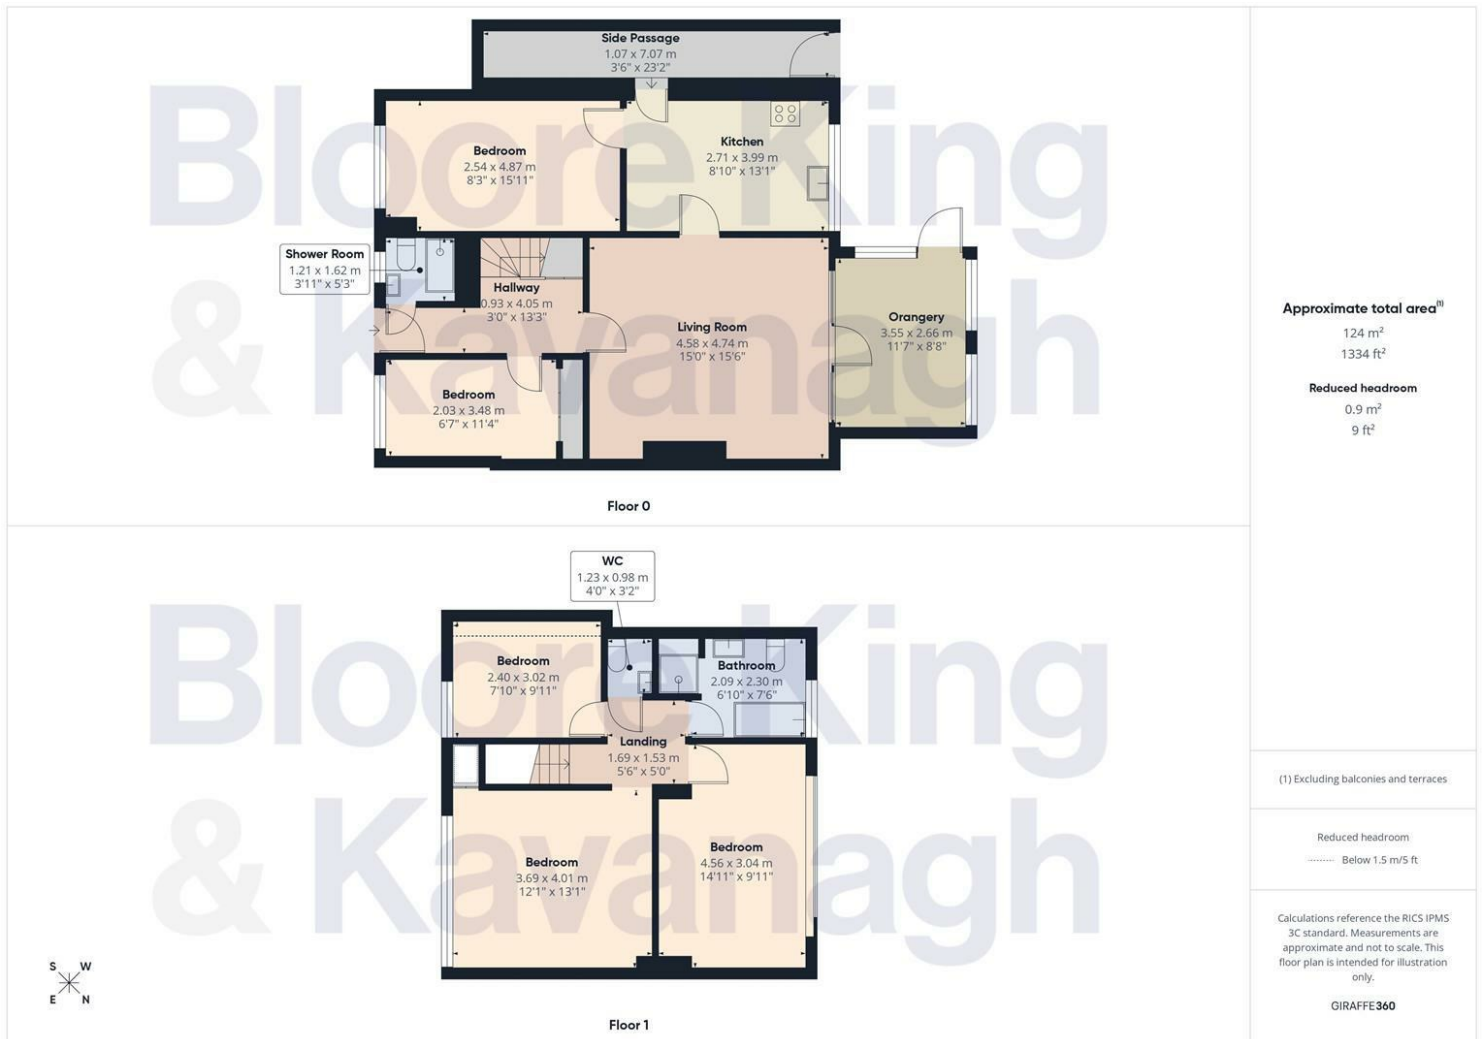 Side Passage
1.07 x 7.07 m
3'6" x 23'2"
Bedroom
2.54 x 4.87 m
8'3" x 15'11"
Kitchen
2.71 x 3.99 m
8'10" x 13'1"
Shower Room
1.21 x 1.62 m
3'11" x 5'3"
Hallway
0.93 x 4.05 m
3'0" x 13'3"
Living Room
4.58 x 4.74 m
15'0" x 15'6"
Orangery
3.55 x 2.66 m
11'7" x 8'8"
Bedroom
2.03 x 3.48 m
6'7" x 11'4"
Bloore King
& Kavanagh
Floor 0
WC
1.23 x 0.98 m
4'0" x 3'2"
Bedroom
2.40 x 3.02 m
7'10" x 9'11"
Bathroom
2.09 x 2.30 m
6'10" x 7'6"
Landing
1.69 x 1.53 m
5'6" x 5'0"
Bedroom
3.69 x 4.01 m
12'1" x 13'1"
Bedroom
4.56 x 3.04 m
14'11" x 9'11"
Bloore King
& Kavanagh
S W
E N
Floor 1
Approximate total area(1)
124 m²
1334 ft²
Reduced headroom
0.9 m²
9 ft²
(1) Excluding balconies and terraces
Reduced headroom
Below 1.5 m/5 ft
Calculations reference the RICS IPMS
3C standard. Measurements are
approximate and not to scale. This
floor plan is intended for illustration
only.
GIRAFFE360